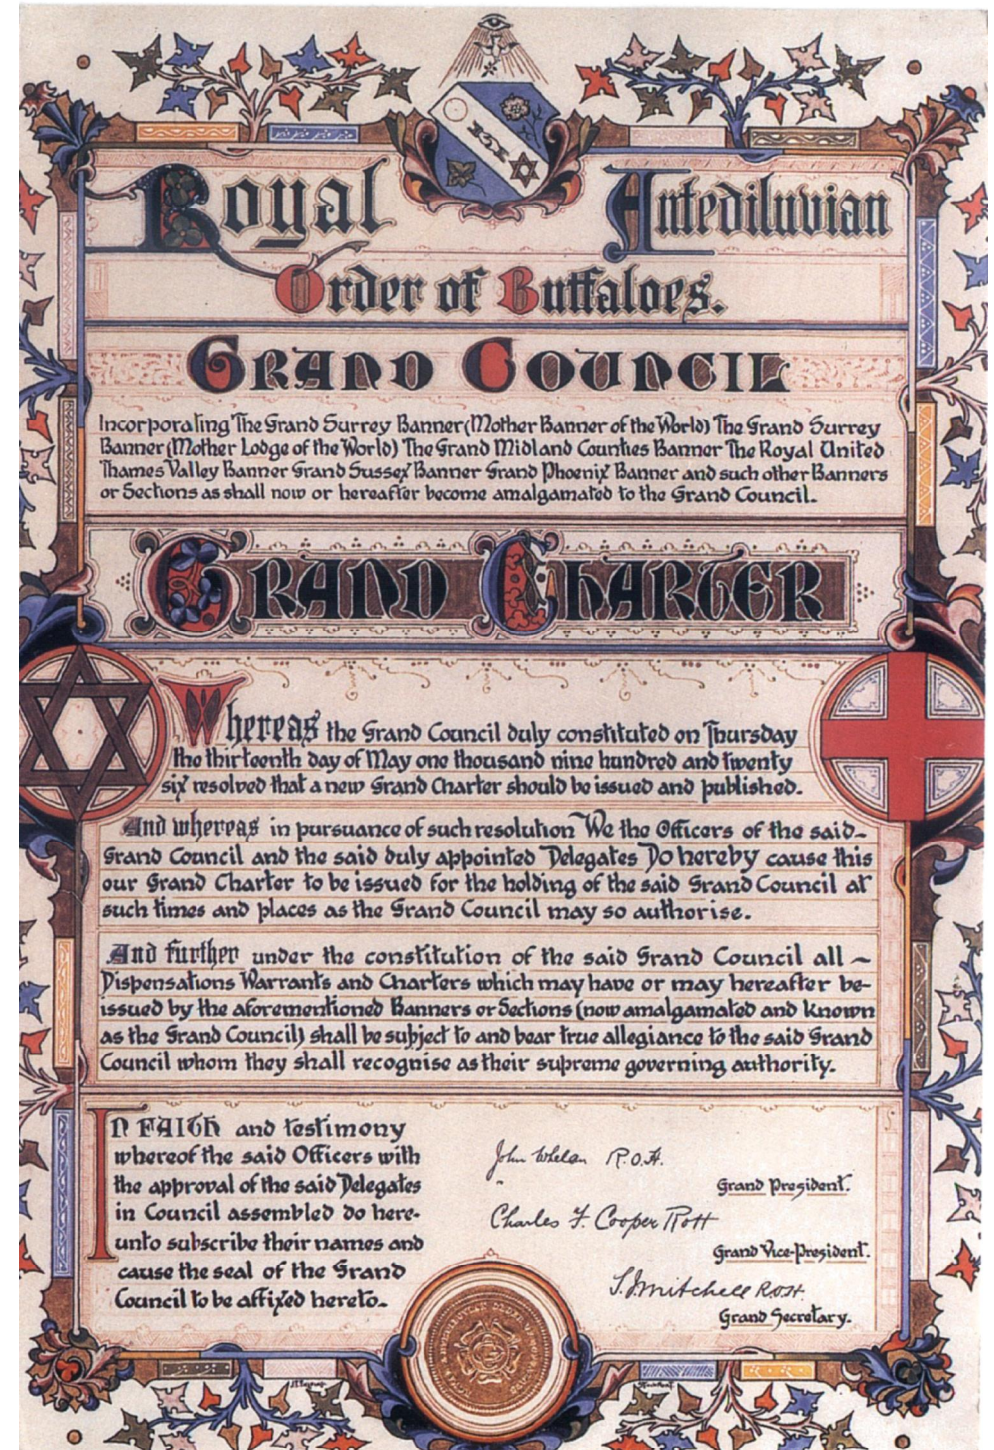 Royal Antediluvian
Order of Buffaloes.
GRAND COUNCIL
Incorporating The Grand Surrey Banner (Mother Banner of the World) The Grand Surrey
Banner (Mother Lodge of the World) The Grand Midland Counties Banner The Royal United
Thames Valley Banner Grand Sussex Banner Grand Phoenix Banner and such other Banners
or Sections as shall now or hereafter become amalgamated to the Grand Council.
GRAND CHARTER
Whereas the Grand Council duly constituted on Thursday
the thirteenth day of May one thousand nine hundred and twenty
six resolved that a new Grand Charter should be issued and published.
And whereas in pursuance of such resolution We the Officers of the said-
Grand Council and the said duly appointed Delegates Do hereby cause this
our Grand Charter to be issued for the holding of the said Grand Council at
such times and places as the Grand Council may so authorise.
And further under the constitution of the said Grand Council all ~
Dispensations Warrants and Charters which may have or may hereafter be-
issued by the aforementioned Banners or Sections (now amalgamated and known
as the Grand Council) shall be subject to and bear true allegiance to the said Grand
Council whom they shall recognise as their supreme governing authority.
IN FAITH and testimony
whereof the said Officers with
the approval of the said Delegates
in Council assembled do here-
unto subscribe their names and
cause the seal of the Grand
Council to be affixed hereto.
John Whelan R.O.H.
Grand President.
Charles F. Cooper ROH
Grand Vice-President.
S.J. Mitchell ROH.
Grand Secretary.